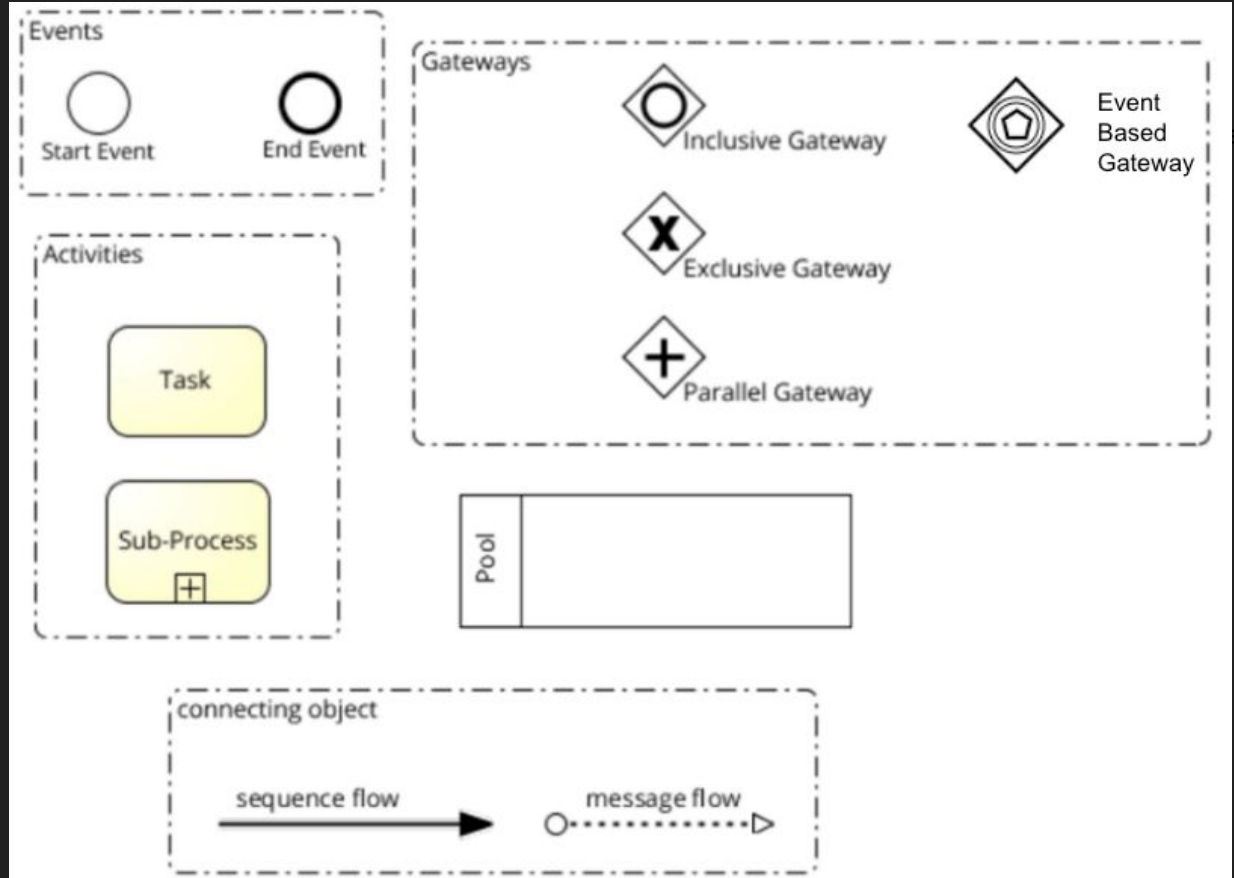 Events
Start Event
End Event
Gateways
Inclusive Gateway
Event
Based
Gateway
X
Exclusive Gateway
Parallel Gateway
Activities
Task
Sub-Process
Pool
connecting object
sequence flow
message flow